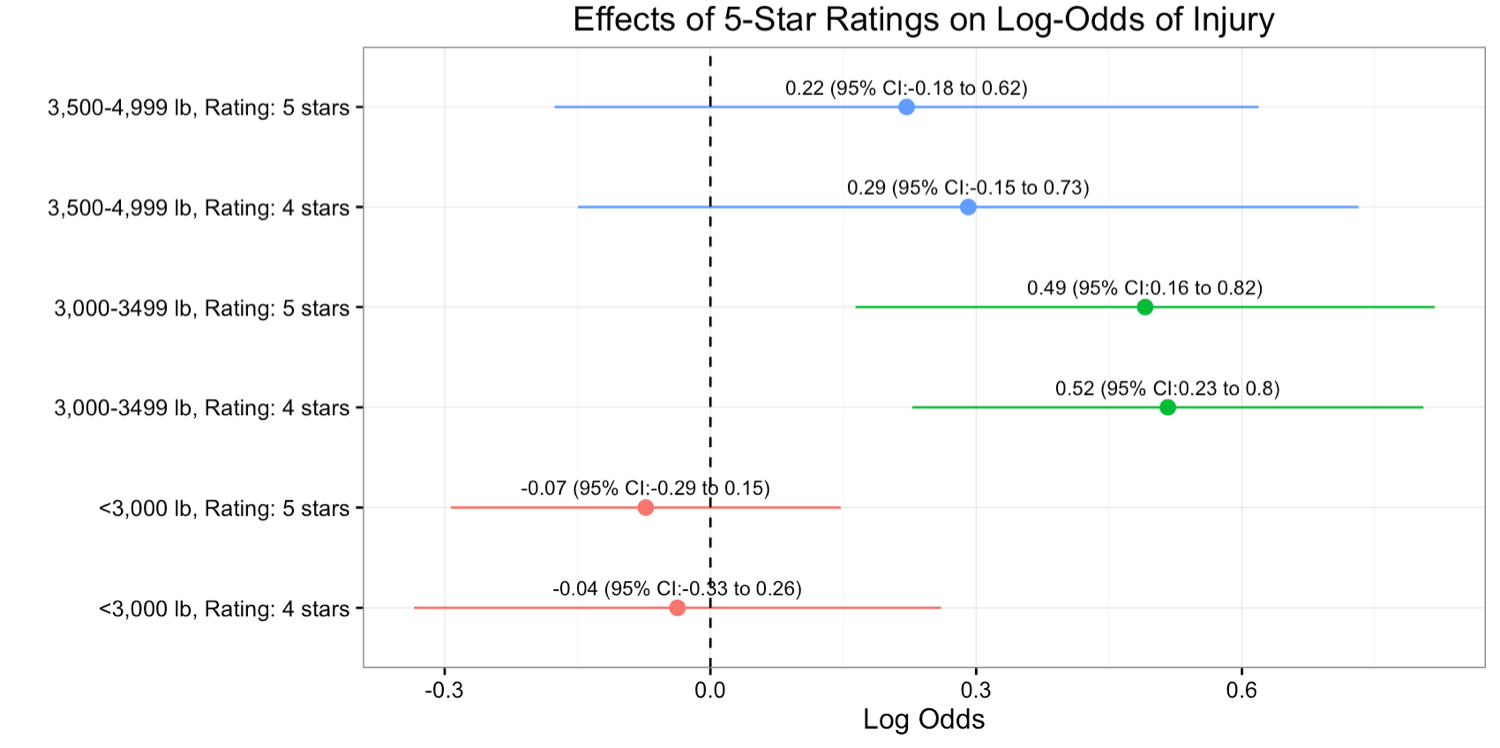 Effects of 5-Star Ratings on Log-Odds of Injury
3,500-4,999 lb, Rating: 5 stars
0.22 (95% CI:-0.18 to 0.62)
3,500-4,999 lb, Rating: 4 stars
0.29 (95% CI:-0.15 to 0.73)
3,000-3499 lb, Rating: 5 stars
0.49 (95% CI:0.16 to 0.82)
3,000-3499 lb, Rating: 4 stars
0.52 (95% CI:0.23 to 0.8)
<3,000 lb, Rating: 5 stars
-0.07 (95% CI:-0.29 to 0.15)
<3,000 lb, Rating: 4 stars
-0.04 (95% CI:-0.33 to 0.26)
-0.3 0.0 0.3 0.6
Log Odds